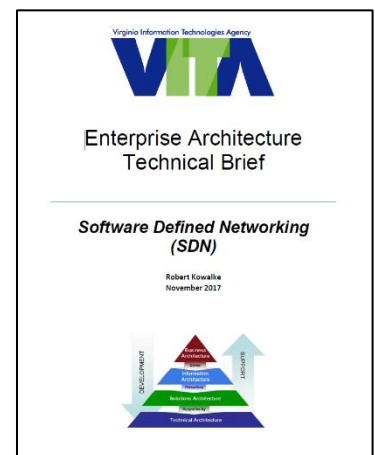 Virginia Information Technologies Agency
VITA
Enterprise Architecture
Technical Brief
Software Defined Networking
(SDN)
Robert Kowalke
November 2017
DEVELOPMENT
SUPPORT
Business
Architecture
Information
Architecture
Solutions Architecture
Technical Architecture